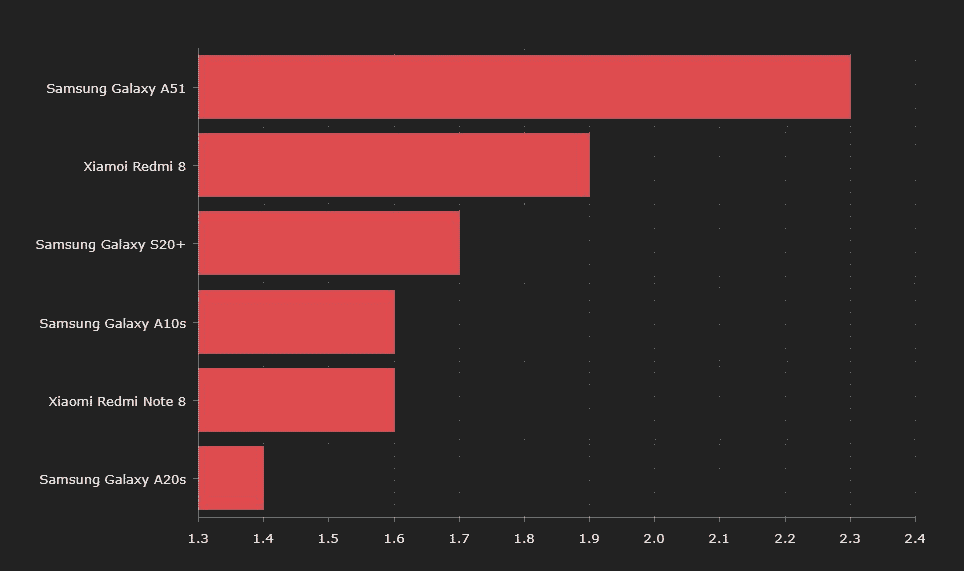 Samsung Galaxy A51
Xiamoi Redmi 8
Samsung Galaxy S20+
Samsung Galaxy A10s
Xiaomi Redmi Note 8
Samsung Galaxy A20s
1.3 1.4 1.5 1.6 1.7 1.8 1.9 2.0 2.1 2.2 2.3 2.4